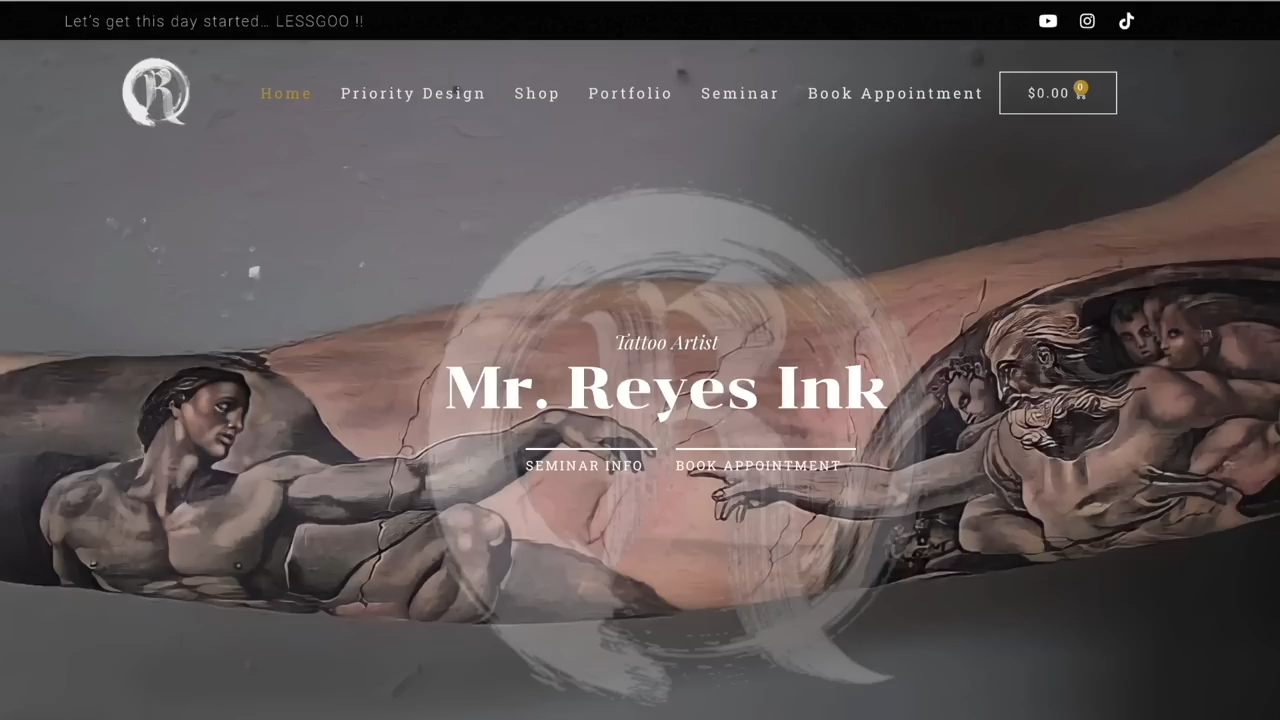 Let's get this day started... LESSGOO !!
R
Home Priority Design Shop Portfolio Seminar Book Appointment $0.00 0
Tattoo Artist
Mr. Reyes Ink
SEMINAR INFO BOOK APPOINTMENT